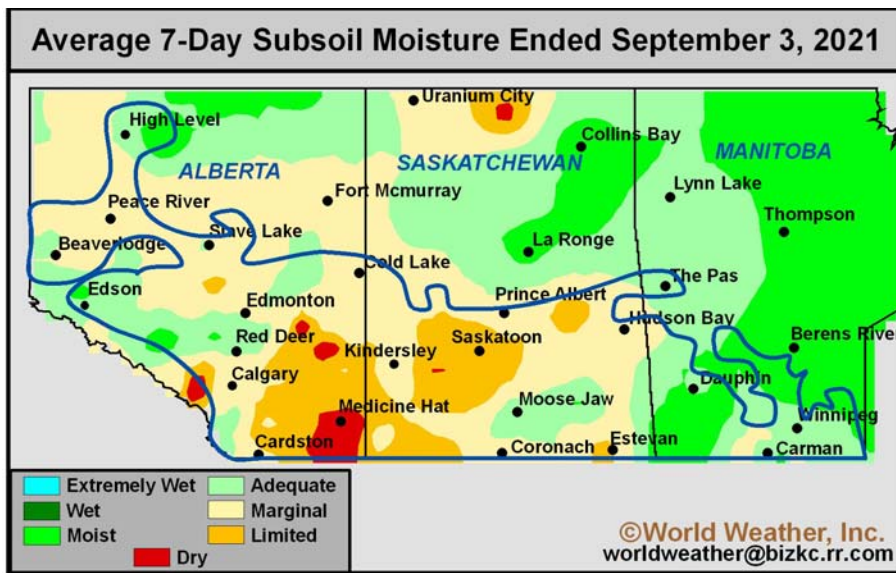 Average 7-Day Subsoil Moisture Ended September 3, 2021
Uranium City
High Level
Collins Bay
ALBERTA
SASKATCHEWAN
MANITOBA
Fort Mcmurray
Lynn Lake
Peace River
Thompson
Slave Lake
Beaverlodge
La Ronge
Cold Lake
The Pas
Edson
Edmonton
Prince Albert
Hudson Bay
Red Deer
Saskatoon
Berens River
Kindersley
Calgary
Dauphin
Moose Jaw
Medicine Hat
Winnipeg
Cardston
Coronach
Estevan
Carman
Extremely Wet
Adequate
Wet
Marginal
Moist
Limited
Dry
©World Weather, Inc.
worldweather@bizkc.rr.com